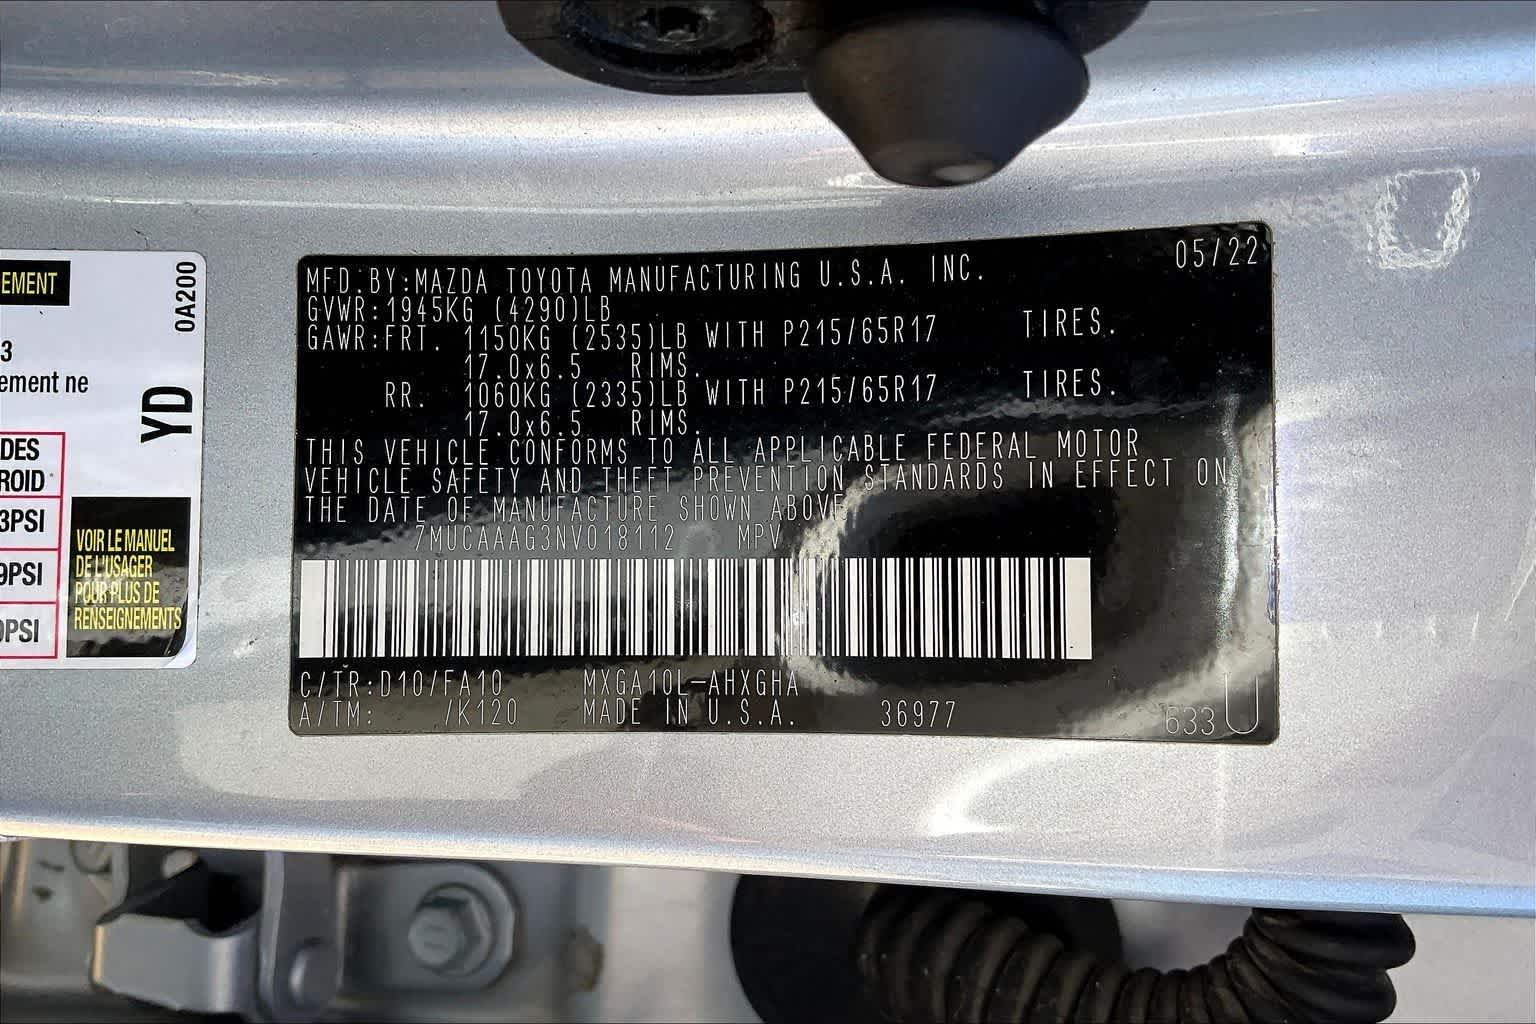 EMENT
0A200
3
ement ne
YD
DES
ROID
3PSI
9PSI
0PSI
VOIR LE MANUEL
DE L'USAGER
POUR PLUS DE
RENSEIGNEMENTS
05/22
MFD.BY:MAZDA TOYOTA MANUFACTURING U.S.A. INC.
GVWR:1945KG (4290)LB
GAWR:FRT. 1150KG (2535)LB WITH P215/65R17 TIRES.
17.0x6.5 RIMS.
RR. 1060KG (2335)LB WITH P215/65R17 TIRES.
17.0x6.5 RIMS.
THIS VEHICLE CONFORMS TO ALL APPLICABLE FEDERAL MOTOR
VEHICLE SAFETY AND THEFT PREVENTION STANDARDS IN EFFECT ON
THE DATE OF MANUFACTURE SHOWN ABOVE.
7MUCAAAG3NV018112 MPV
C/TR:D10/FA10 MXGA10L-AHXGHA
A/TM: /K120 MADE IN U.S.A. 36977 633U